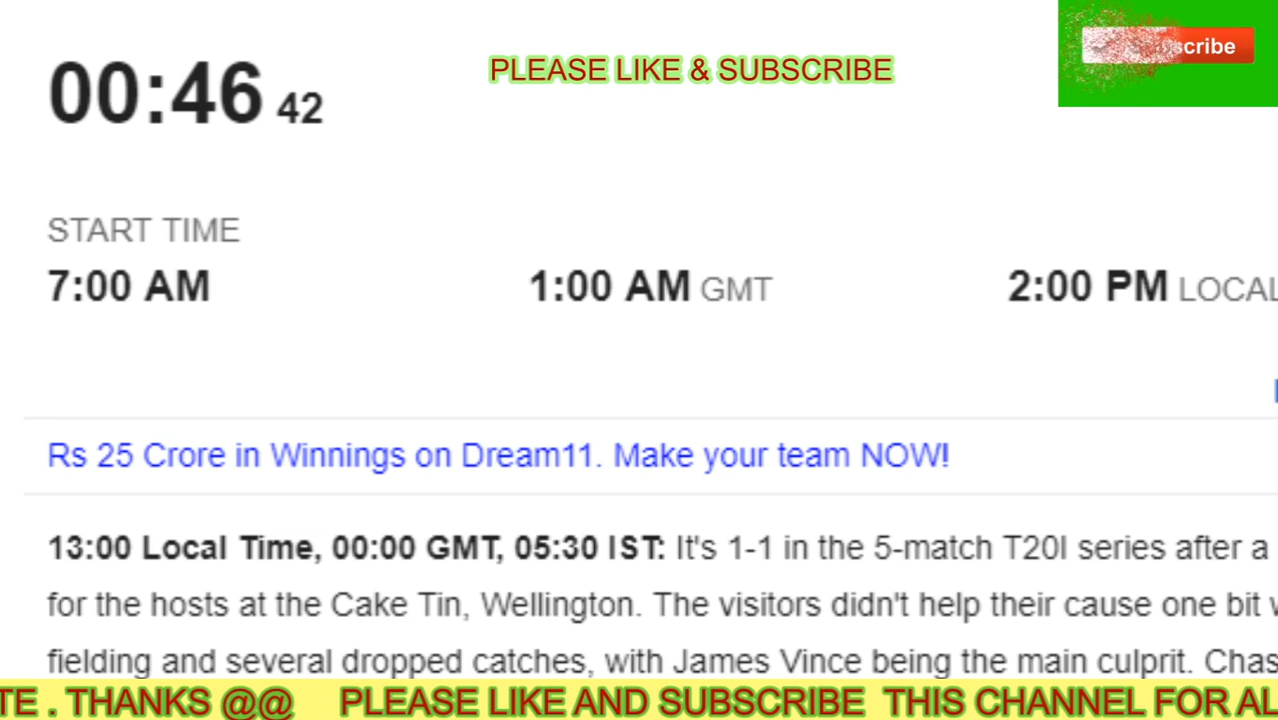 00:46 42
PLEASE LIKE & SUBSCRIBE
scribe
START TIME
7:00 AM
1:00 AM GMT
2:00 PM LOCAL
Rs 25 Crore in Winnings on Dream11. Make your team NOW!
13:00 Local Time, 00:00 GMT, 05:30 IST: It's 1-1 in the 5-match T20I series after a
for the hosts at the Cake Tin, Wellington. The visitors didn't help their cause one bit
fielding and several dropped catches, with James Vince being the main culprit. Chas
TE . THANKS @@ PLEASE LIKE AND SUBSCRIBE THIS CHANNEL FOR AL